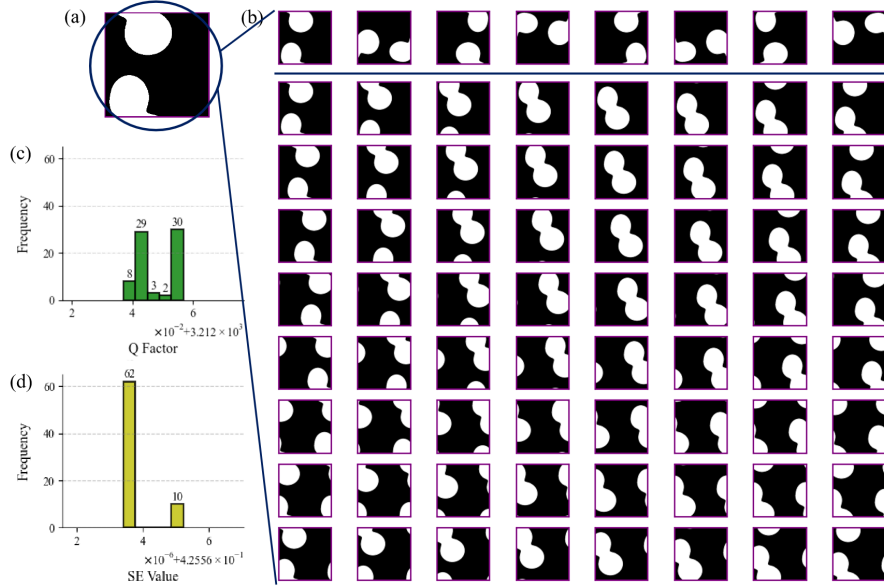 (a)
(b)
(c)
60
40
20
0
Frequency
8
29
3
2
30
2
4
6
×10⁻²+3.212 × 10³
Q Factor
(d)
60
40
20
0
Frequency
62
10
2
4
6
×10⁻⁶+4.2556 × 10⁻¹
SE Value